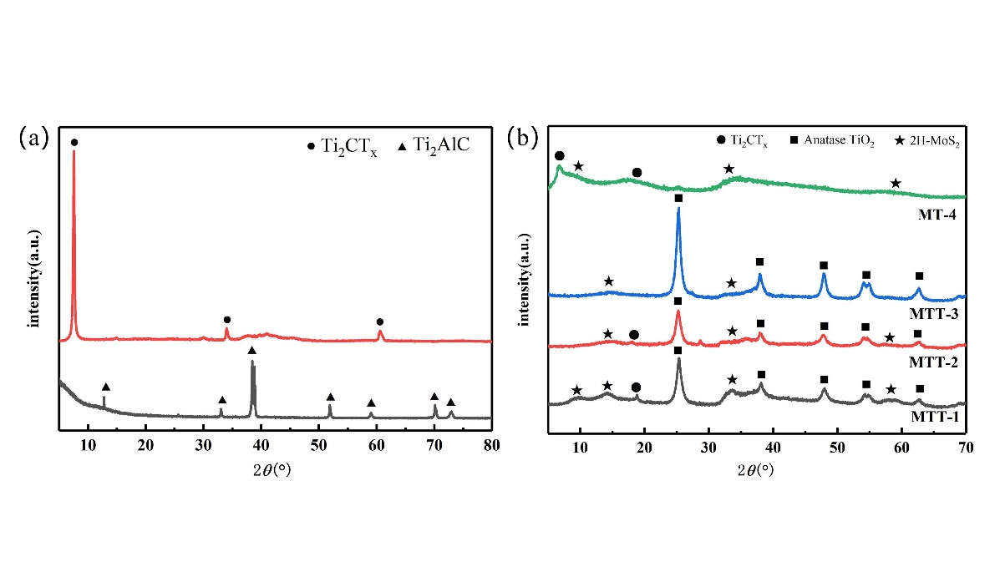 (a)
● Ti₂CTₓ ▲ Ti₂AlC
intensity(a.u.)
10 20 30 40 50 60 70 80
2θ(°)
(b)
● Ti₂CTₓ ■ Anatase TiO₂ ★ 2H-MoS₂
MT-4
MTT-3
MTT-2
MTT-1
intensity(a.u.)
10 20 30 40 50 60 70
2θ(°)